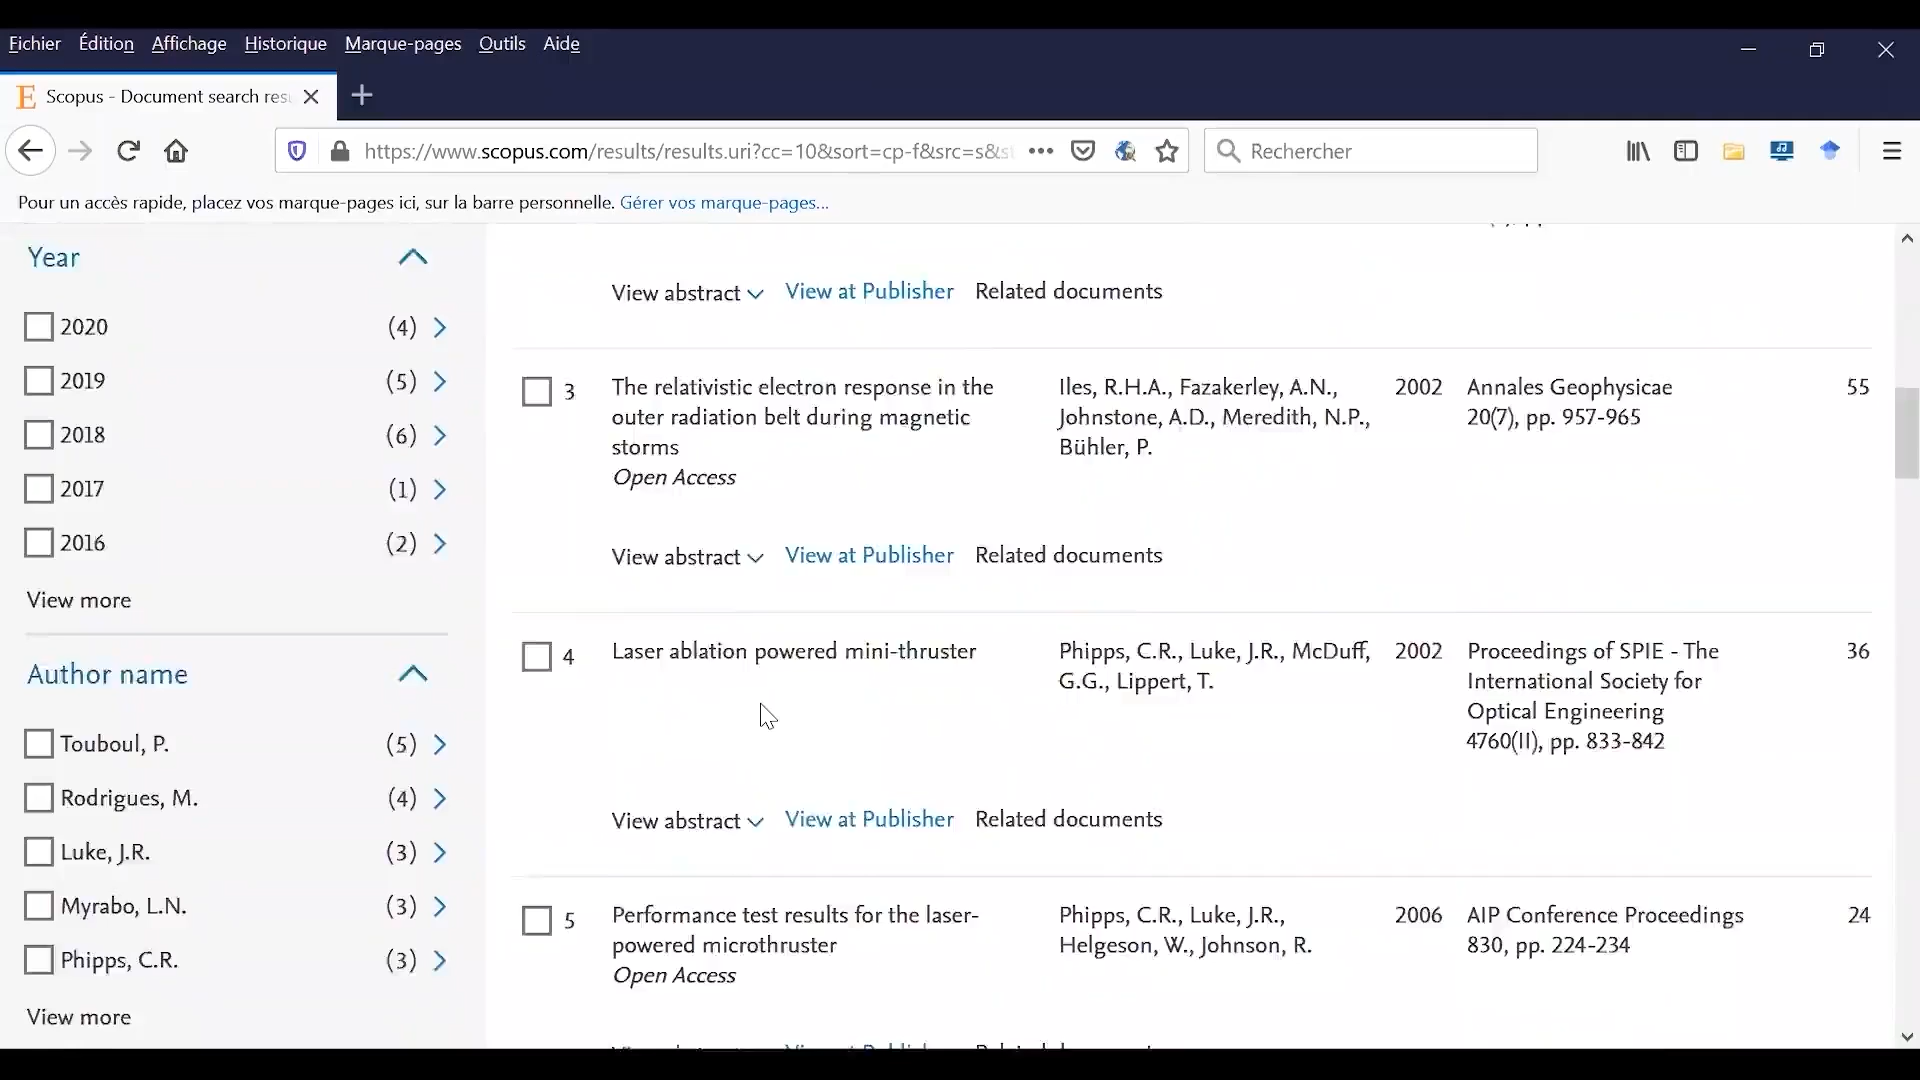 Fichier Édition Affichage Historique Marque-pages Outils Aide
Scopus - Document search res
https://www.scopus.com/results/results.uri?cc=10&sort=cp-f&src=s&s
Rechercher
Pour un accès rapide, placez vos marque-pages ici, sur la barre personnelle. Gérer vos marque-pages...
Year
2020 (4)
2019 (5)
2018 (6)
2017 (1)
2016 (2)
View more
Author name
Touboul, P. (5)
Rodrigues, M. (4)
Luke, J.R. (3)
Myrabo, L.N. (3)
Phipps, C.R. (3)
View more
View abstract View at Publisher Related documents
3 The relativistic electron response in the Iles, R.H.A., Fazakerley, A.N., 2002 Annales Geophysicae 55
outer radiation belt during magnetic Johnstone, A.D., Meredith, N.P., 20(7), pp. 957-965
storms Bühler, P.
Open Access
View abstract View at Publisher Related documents
4 Laser ablation powered mini-thruster Phipps, C.R., Luke, J.R., McDuff, 2002 Proceedings of SPIE - The 36
G.G., Lippert, T. International Society for
Optical Engineering
4760(II), pp. 833-842
View abstract View at Publisher Related documents
5 Performance test results for the laser- Phipps, C.R., Luke, J.R., 2006 AIP Conference Proceedings 24
powered microthruster Helgeson, W., Johnson, R. 830, pp. 224-234
Open Access